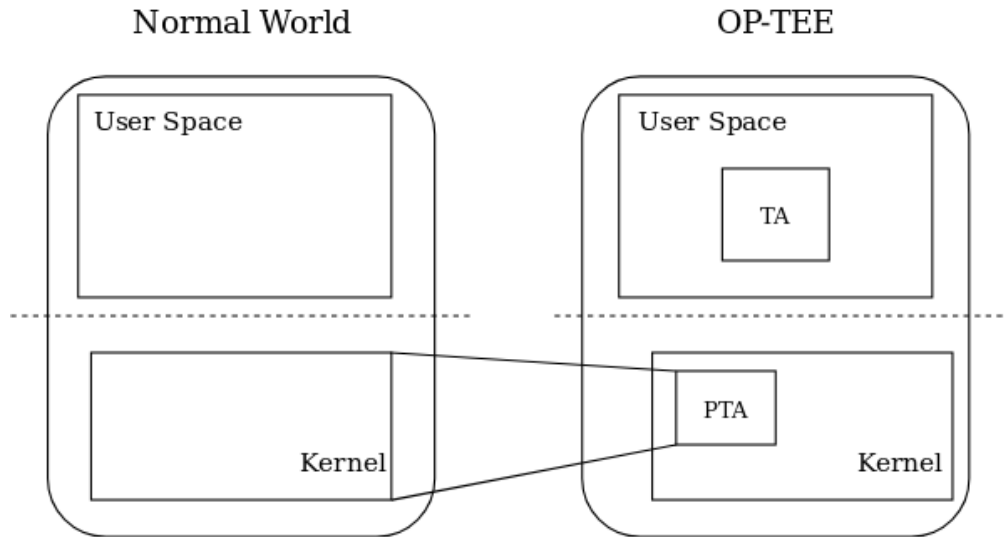 Normal World
OP-TEE
User Space
User Space
TA
PTA
Kernel
Kernel